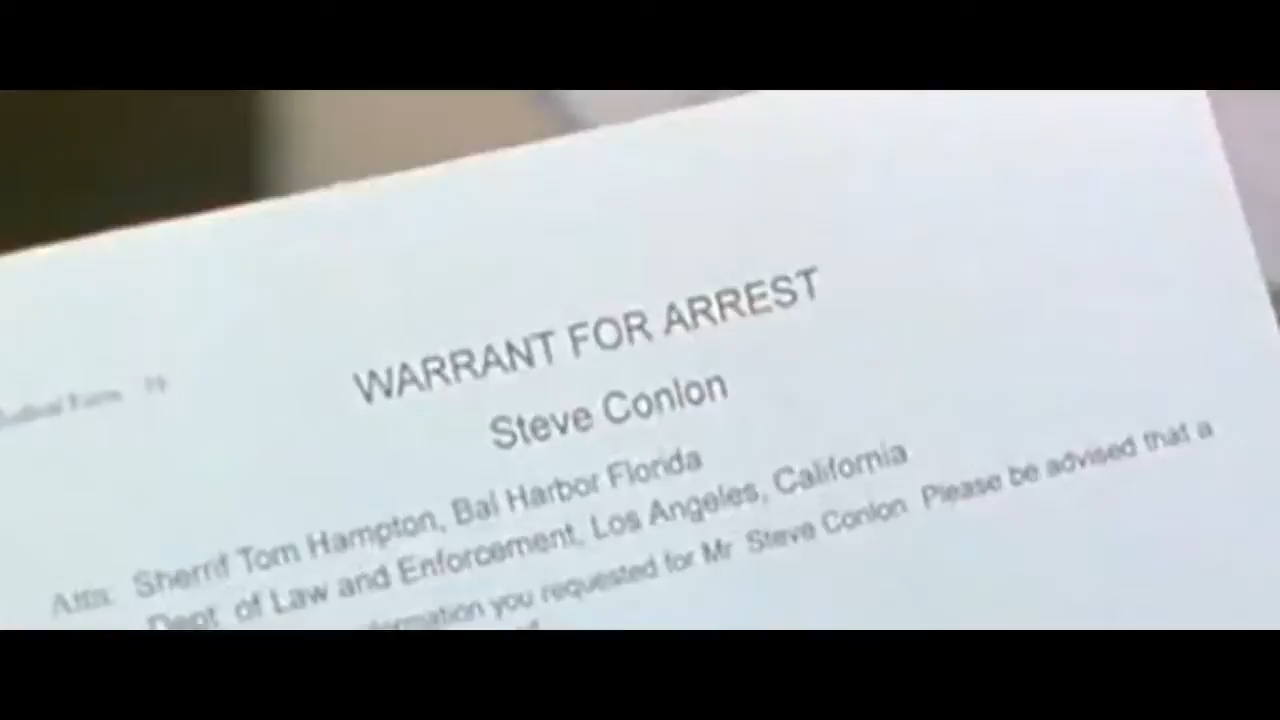 WARRANT FOR ARREST
Steve Conlon
Attn: Sherrif Tom Hampton, Bal Harbor Florida
Dept. of Law and Enforcement, Los Angeles, California
information you requested for Mr. Steve Conlon. Please be advised that a